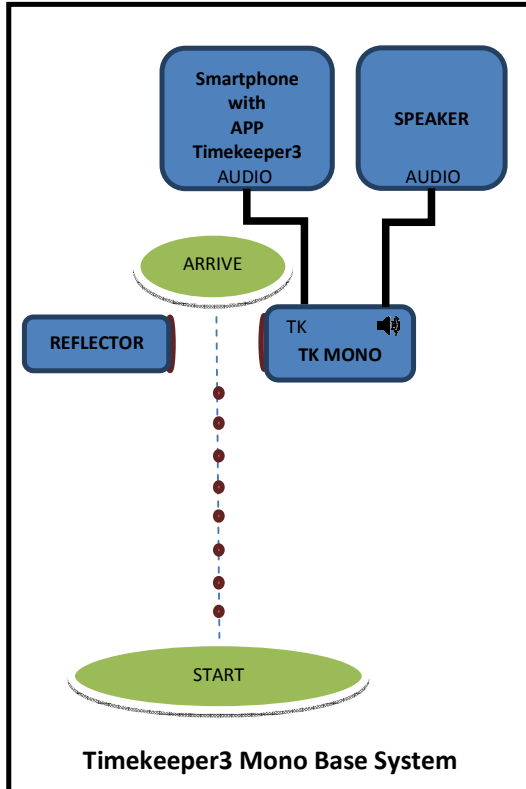 Smartphone
with
APP
Timekeeper3
AUDIO
SPEAKER
AUDIO
ARRIVE
REFLECTOR
TK
TK MONO
START
Timekeeper3 Mono Base System